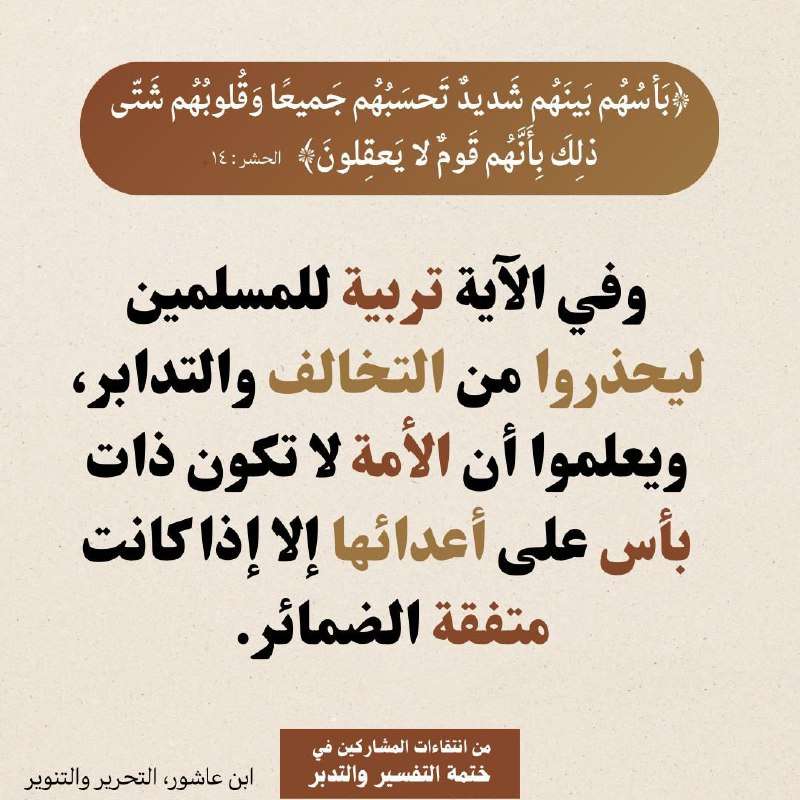 ﴿بَأسُهُم بَينَهُم شَديدٌ تَحسَبُهُم جَميعًا وَقُلوبُهُم شَتّى
ذلِكَ بِأَنَّهُم قَومٌ لا يَعقِلونَ﴾ الحشر: ١٤
وفي الآية تربية للمسلمين
ليحذروا من التخالف والتدابر،
ويعلموا أن الأمة لا تكون ذات
بأس على أعدائها إلا إذا كانت
متفقة الضمائر.
من انتقاءات المشاركين في
ختمة التفسير والتدبر
ابن عاشور، التحرير والتنوير